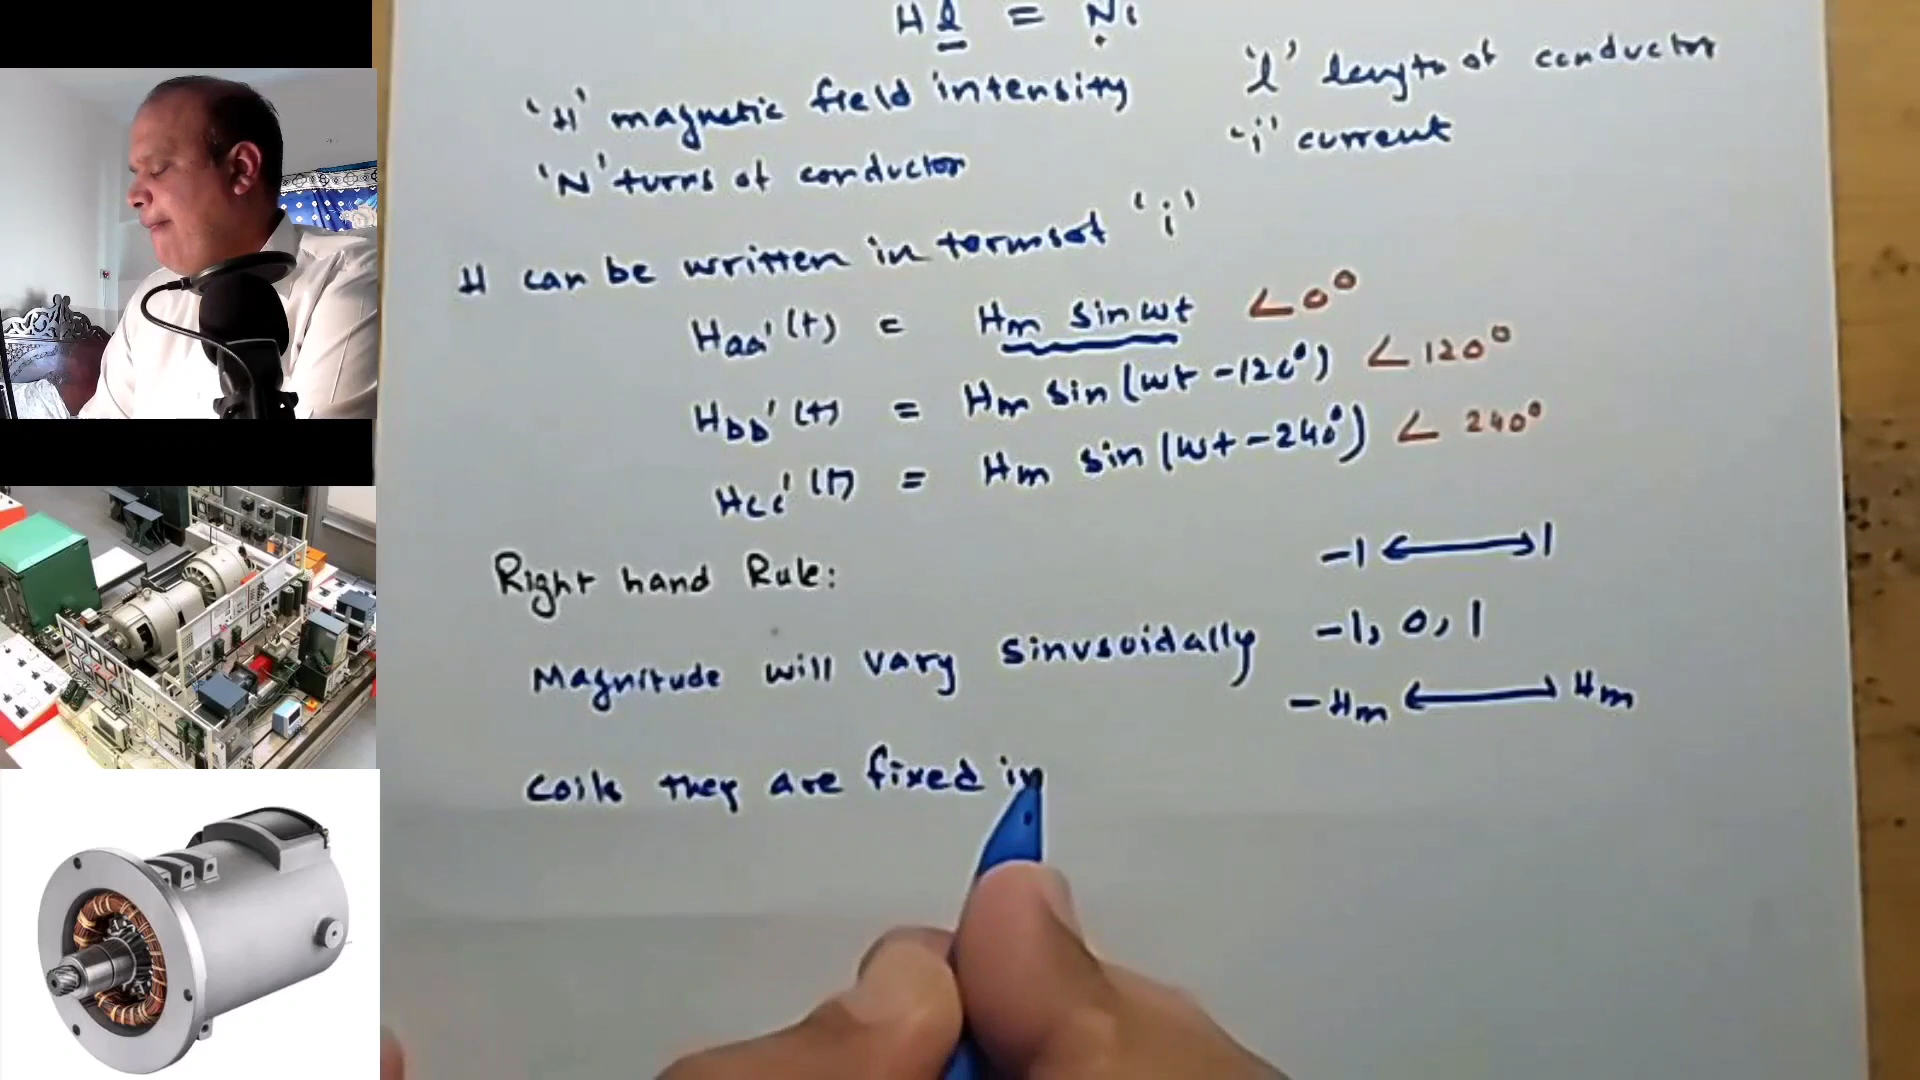 Hl = Ni
'H' magnetic field intensity 'l' length of conductor
'N' turns of conductor 'i' current
H can be written in terms of 'i'
Haa'(t) = Hm sin wt ∠0°
Hbb'(t) = Hm sin(wt -120°) ∠120°
Hcc'(t) = Hm sin(wt -240°) ∠240°
Right hand Rule: -1 ↔ 1
Magnitude will vary sinusoidally -1, 0, 1
-Hm ↔ Hm
coils they are fixed in